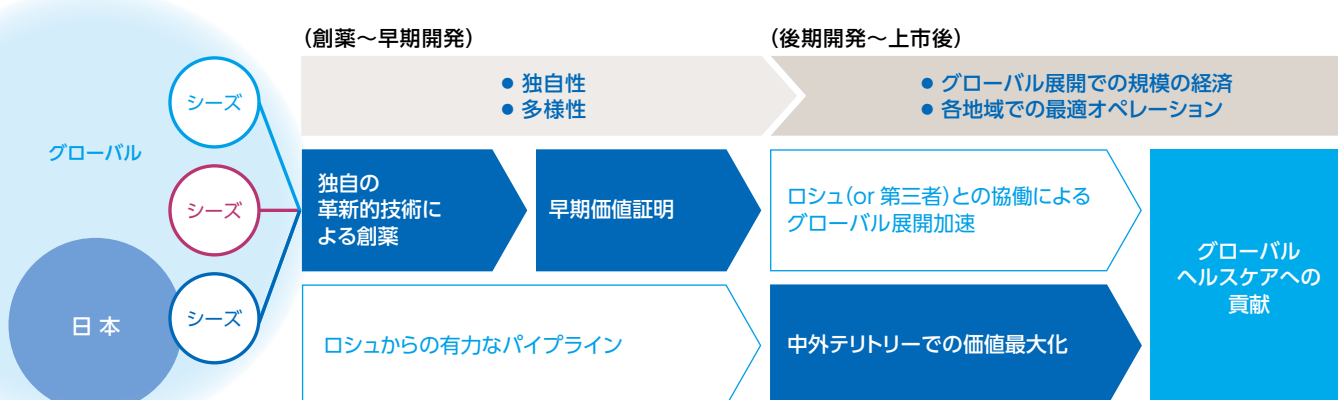 (創薬～早期開発)
(後期開発～上市後)
● 独自性
● 多様性
● グローバル展開での規模の経済
● 各地域での最適オペレーション
グローバル
シーズ
シーズ
シーズ
日本
独自の
革新的技術に
よる創薬
早期価値証明
ロシュ(or 第三者)との協働による
グローバル展開加速
ロシュからの有力なパイプライン
中外テリトリーでの価値最大化
グローバル
ヘルスケアへの
貢献